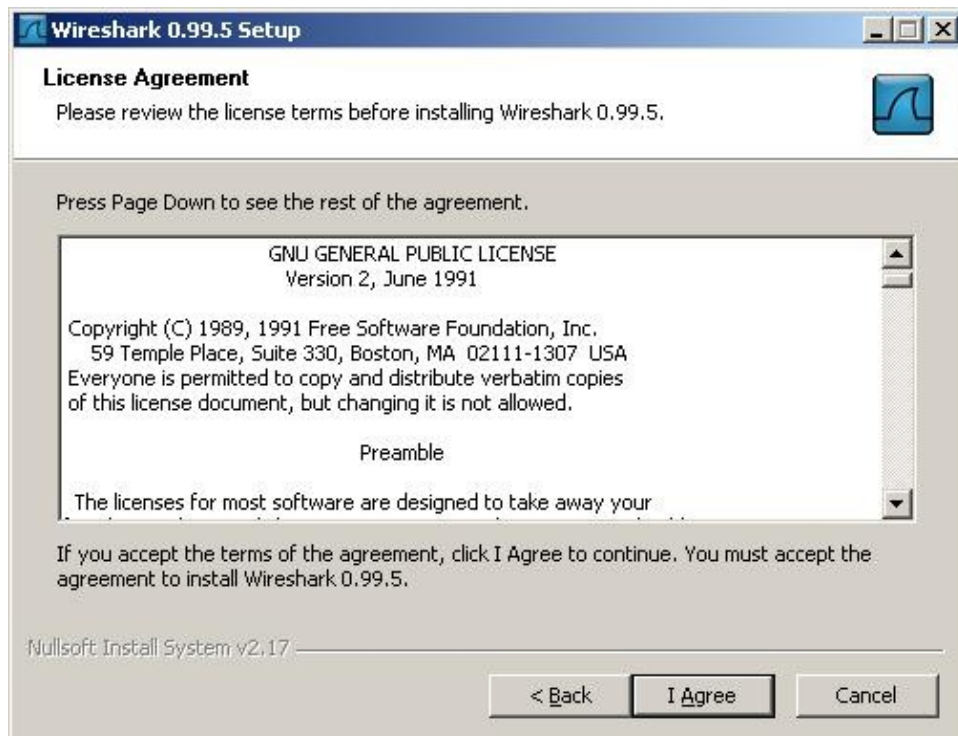 Wireshark 0.99.5 Setup
License Agreement
Please review the license terms before installing Wireshark 0.99.5.
Press Page Down to see the rest of the agreement.
GNU GENERAL PUBLIC LICENSE
Version 2, June 1991
Copyright (C) 1989, 1991 Free Software Foundation, Inc.
59 Temple Place, Suite 330, Boston, MA 02111-1307 USA
Everyone is permitted to copy and distribute verbatim copies
of this license document, but changing it is not allowed.
Preamble
The licenses for most software are designed to take away your
If you accept the terms of the agreement, click I Agree to continue. You must accept the
agreement to install Wireshark 0.99.5.
Nullsoft Install System v2.17
< Back I Agree Cancel